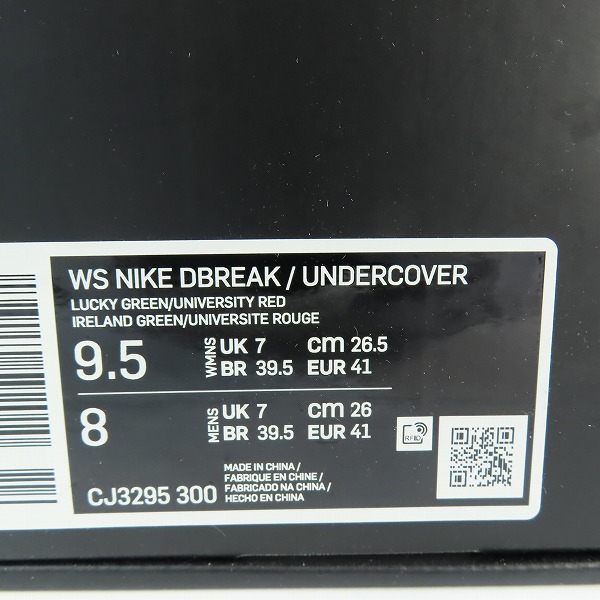 WS NIKE DBREAK / UNDERCOVER
LUCKY GREEN/UNIVERSITY RED
IRELAND GREEN/UNIVERSITE ROUGE
9.5 WMNS UK 7 cm 26.5
BR 39.5 EUR 41
8 MENS UK 7 cm 26
BR 39.5 EUR 41
RFID
CJ3295 300
MADE IN CHINA /
FABRIQUE EN CHINE /
FABRICADO NA CHINA /
HECHO EN CHINA